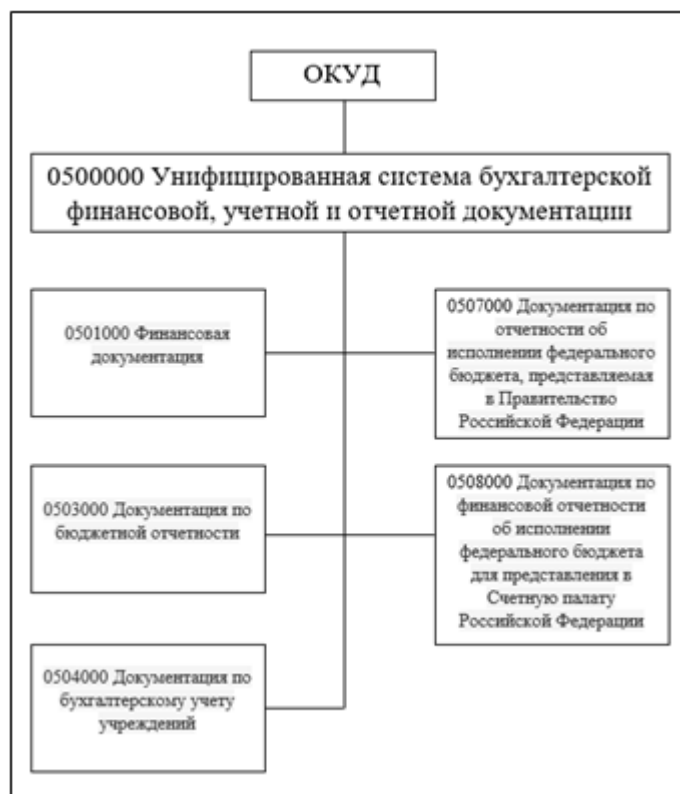 ОКУД
0500000 Унифицированная система бухгалтерской
финансовой, учетной и отчетной документации
0501000 Финансовая
документация
0507000 Документация по
отчетности об
исполнении федерального
бюджета, представляемая
в Правительство
Российской Федерации
0503000 Документация по
бюджетной отчетности
0508000 Документация по
финансовой отчетности
об исполнении
федерального бюджета
для представления в
Счетную палату
Российской Федерации
0504000 Документация по
бухгалтерскому учету
учреждений